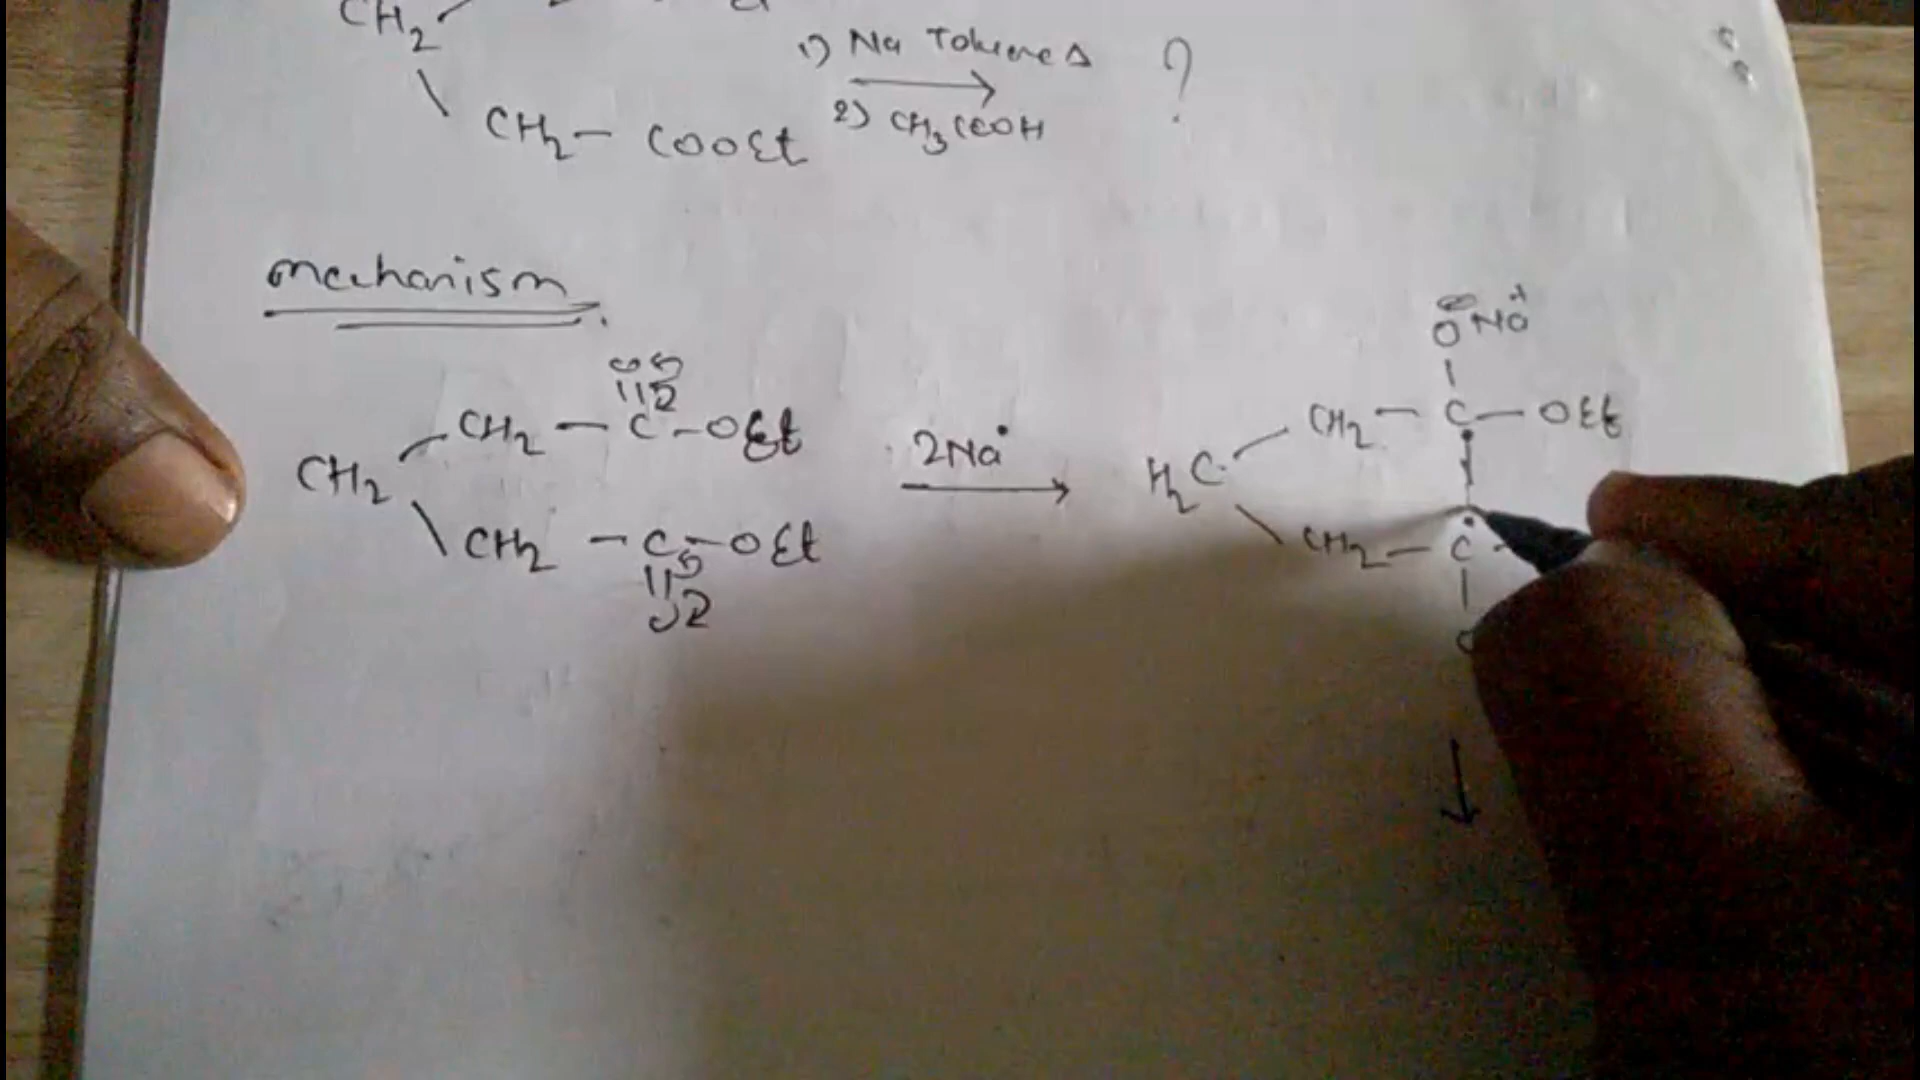 CH2
1) Na Toluene Δ ?
2) CH3COOH
CH2 - COOEt
mechanism
O
CH2 - C - OEt
CH2
CH2 - C - OEt
O
2Na•
O⊖ Na+
CH2 - C - OEt
H2C
CH2 - C